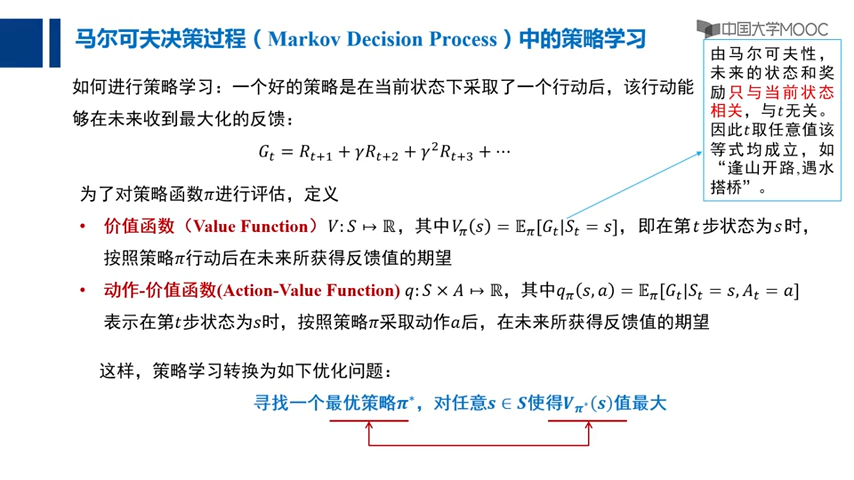 马尔可夫决策过程（Markov Decision Process）中的策略学习
中国大学MOOC
由马尔可夫性，
未来的状态和奖
励只与当前状态
相关，与𝑡无关。
因此𝑡取任意值该
等式均成立，如
“逢山开路,遇水
搭桥”。
如何进行策略学习：一个好的策略是在当前状态下采取了一个行动后，该行动能
够在未来收到最大化的反馈：
𝐺ₜ = 𝑅ₜ₊₁ + 𝛾𝑅ₜ₊₂ + 𝛾²𝑅ₜ₊₃ + ⋯
为了对策略函数𝜋进行评估，定义
• 价值函数（Value Function）𝑉: 𝑆 ↦ ℝ，其中𝑉_𝜋(𝑠) = 𝔼_𝜋[𝐺ₜ|𝑆ₜ = 𝑠]，即在第𝑡步状态为𝑠时，
按照策略𝜋行动后在未来所获得反馈值的期望
• 动作-价值函数(Action-Value Function) 𝑞: 𝑆 × 𝐴 ↦ ℝ，其中𝑞_𝜋(𝑠, 𝑎) = 𝔼_𝜋[𝐺ₜ|𝑆ₜ = 𝑠, 𝐴ₜ = 𝑎]
表示在第𝑡步状态为𝑠时，按照策略𝜋采取动作𝑎后，在未来所获得反馈值的期望
这样，策略学习转换为如下优化问题：
寻找一个最优策略𝝅*，对任意𝒔 ∈ 𝑺使得𝑽_𝝅*(𝒔)值最大